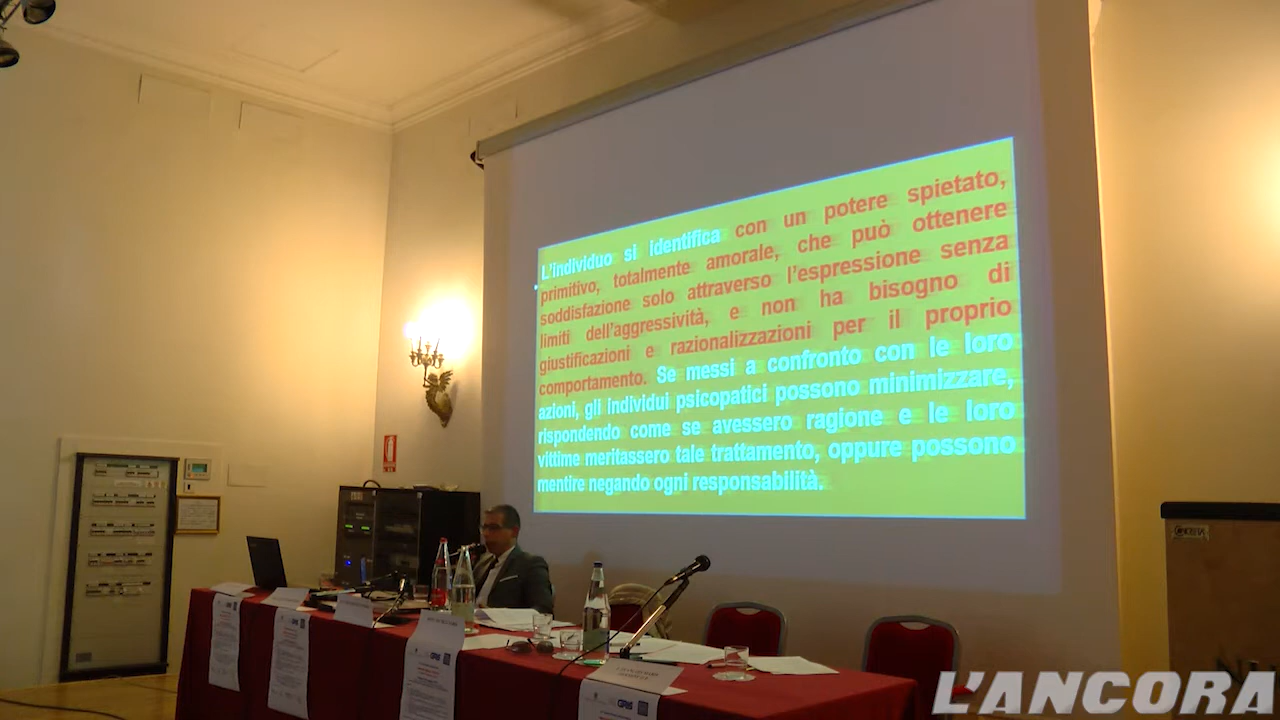 L'individuo si identifica con un potere spietato,
primitivo, totalmente amorale, che può ottenere
soddisfazione solo attraverso l'espressione senza
limiti dell'aggressività, e non ha bisogno di
giustificazioni e razionalizzazioni per il proprio
comportamento. Se messi a confronto con le loro
azioni, gli individui psicopatici possono minimizzare,
rispondendo come se avessero ragione e le loro
vittime meritassero tale trattamento, oppure possono
mentire negando ogni responsabilità.
GRIS
L'ANCORA